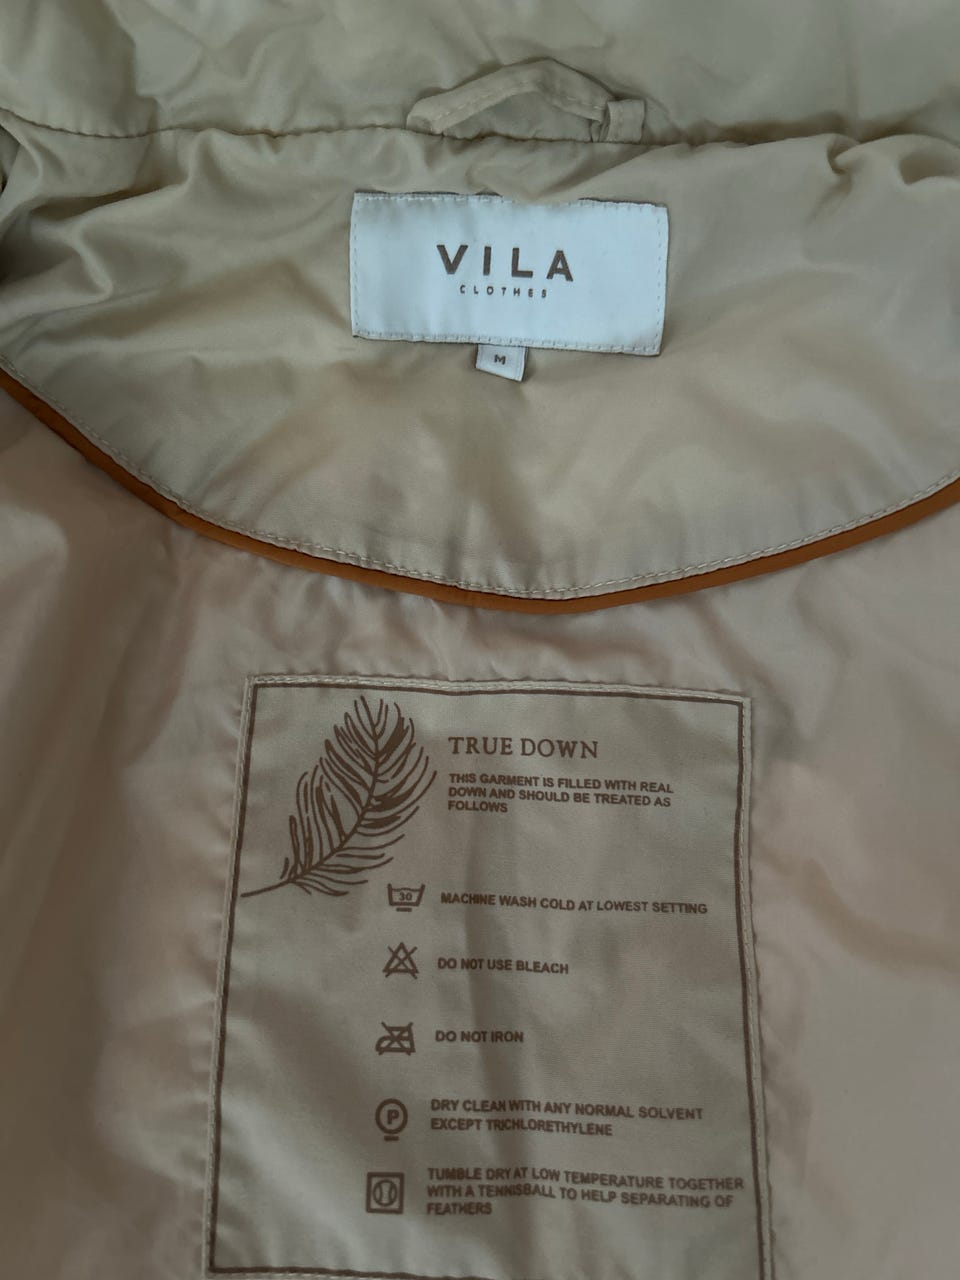 VILA
CLOTHES
M
TRUE DOWN
THIS GARMENT IS FILLED WITH REAL
DOWN AND SHOULD BE TREATED AS
FOLLOWS
30
MACHINE WASH COLD AT LOWEST SETTING
DO NOT USE BLEACH
DO NOT IRON
P
DRY CLEAN WITH ANY NORMAL SOLVENT
EXCEPT TRICHLORETHYLENE
TUMBLE DRY AT LOW TEMPERATURE TOGETHER
WITH A TENNISBALL TO HELP SEPARATING OF
FEATHERS